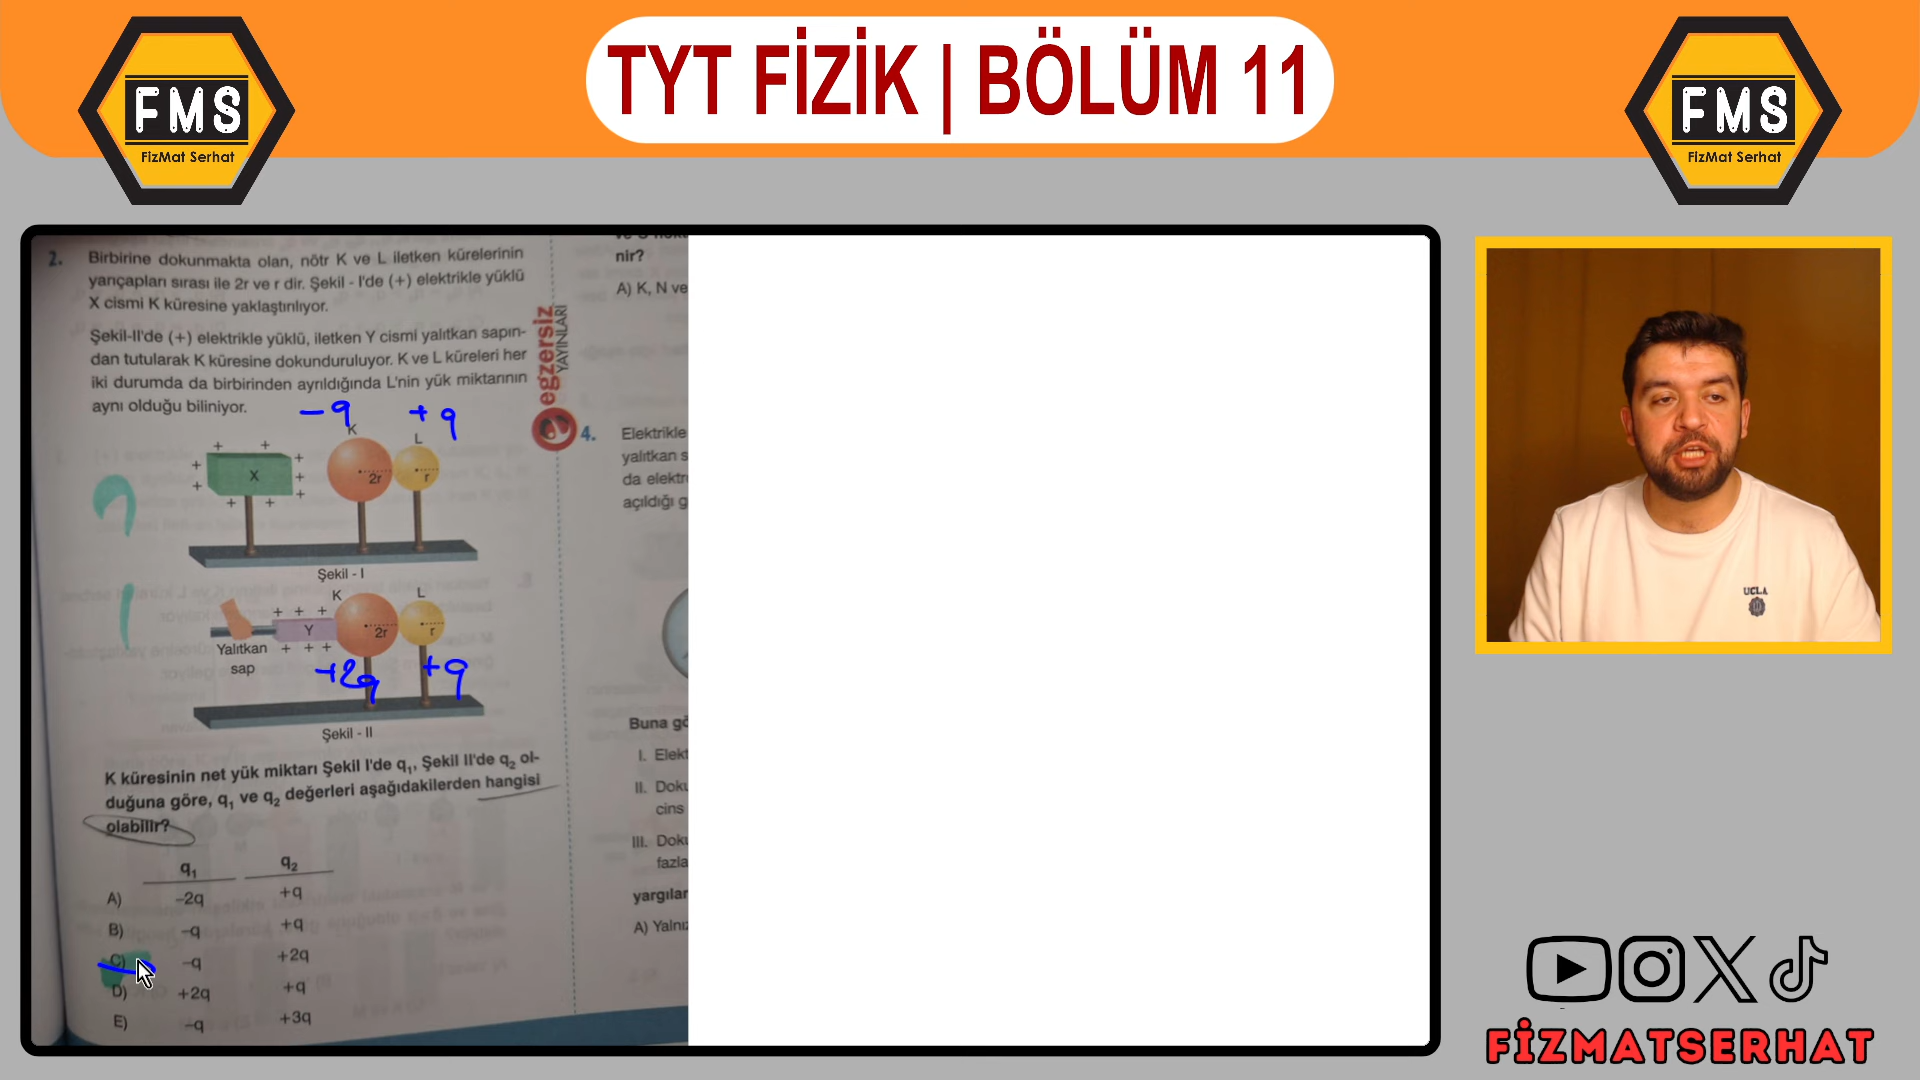 TYT FİZİK | BÖLÜM 11
FMS
FizMat Serhat
FMS
FizMat Serhat
2. Birbirine dokunmakta olan, nötr K ve L iletken kürelerinin
yarıçapları sırası ile 2r ve r dir. Şekil - I'de (+) elektrikle yüklü
X cismi K küresine yaklaştırılıyor.
Şekil-II'de (+) elektrikle yüklü, iletken Y cismi yalıtkan sapın-
dan tutularak K küresine dokunduruluyor. K ve L küreleri her
iki durumda da birbirinden ayrıldığında L'nin yük miktarının
aynı olduğu biliniyor.
-q +q
K L
+ +
+ + X + + +
2r r
+ +
Şekil - I
K L
+ + +
Y 2r r
Yalıtkan + + +
sap
+2q +q
Şekil - II
K küresinin net yük miktarı Şekil I'de q₁, Şekil II'de q₂ ol-
duğuna göre, q₁ ve q₂ değerleri aşağıdakilerden hangisi
olabilir?
q₁ q₂
A) -2q +q
B) -q +q
C) -q +2q
D) +2q +q
E) -q +3q
egzersiz
YAYINLARI
nir?
A) K, N ve
4. Elektrikle
yalıtkan s
da elektr
açıldığı g
Buna gö
I. Elekt
II. Doku
cins
III. Doku
fazla
yargılar
A) Yalnız
UCLA
FİZMATSERHAT